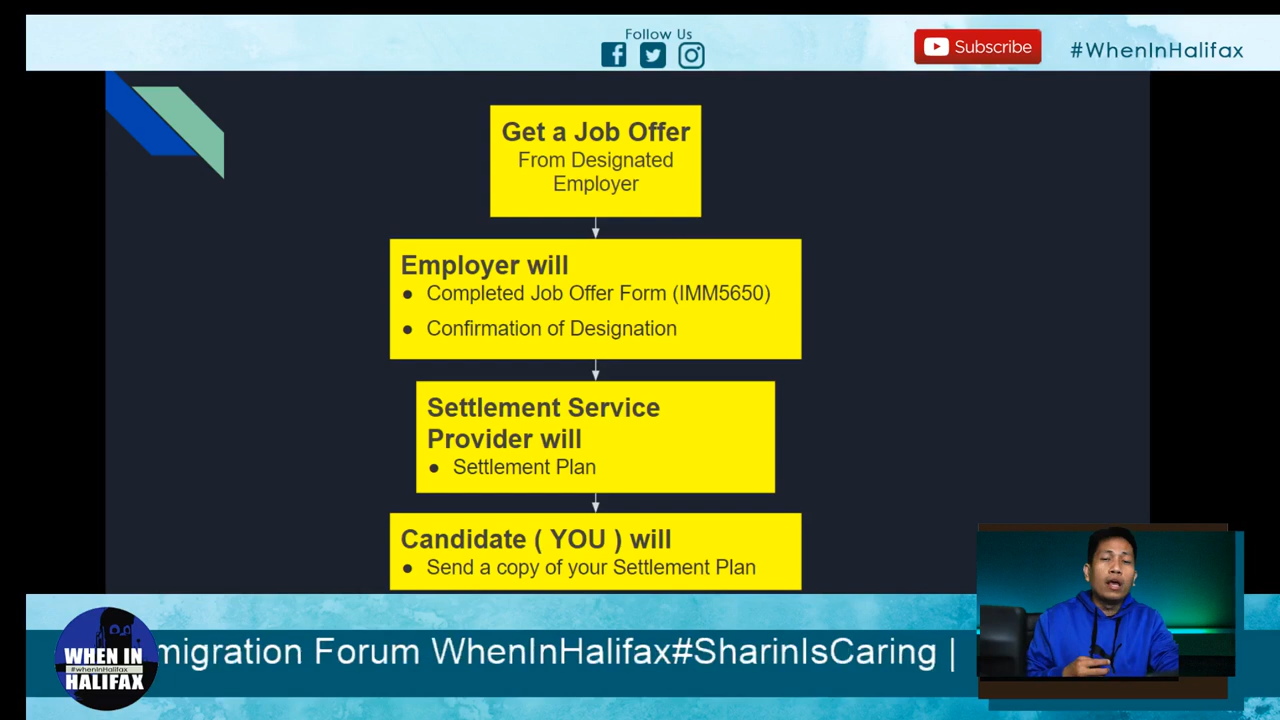 Follow Us
Subscribe
#WhenInHalifax
Get a Job Offer
From Designated
Employer
Employer will
● Completed Job Offer Form (IMM5650)
● Confirmation of Designation
Settlement Service
Provider will
● Settlement Plan
Candidate ( YOU ) will
● Send a copy of your Settlement Plan
WHEN IN
#whenInHalifax
HALIFAX
migration Forum WhenInHalifax#SharinIsCaring |